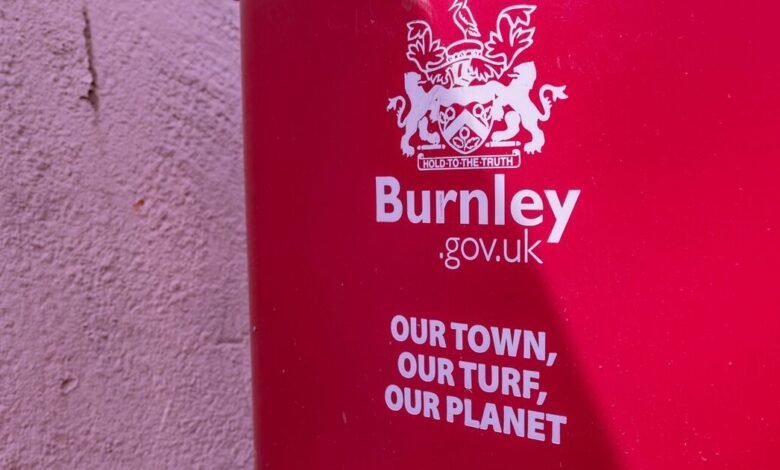 HOLD-TO-THE-TRUTH
Burnley
.gov.uk
OUR TOWN,
OUR TURF,
OUR PLANET